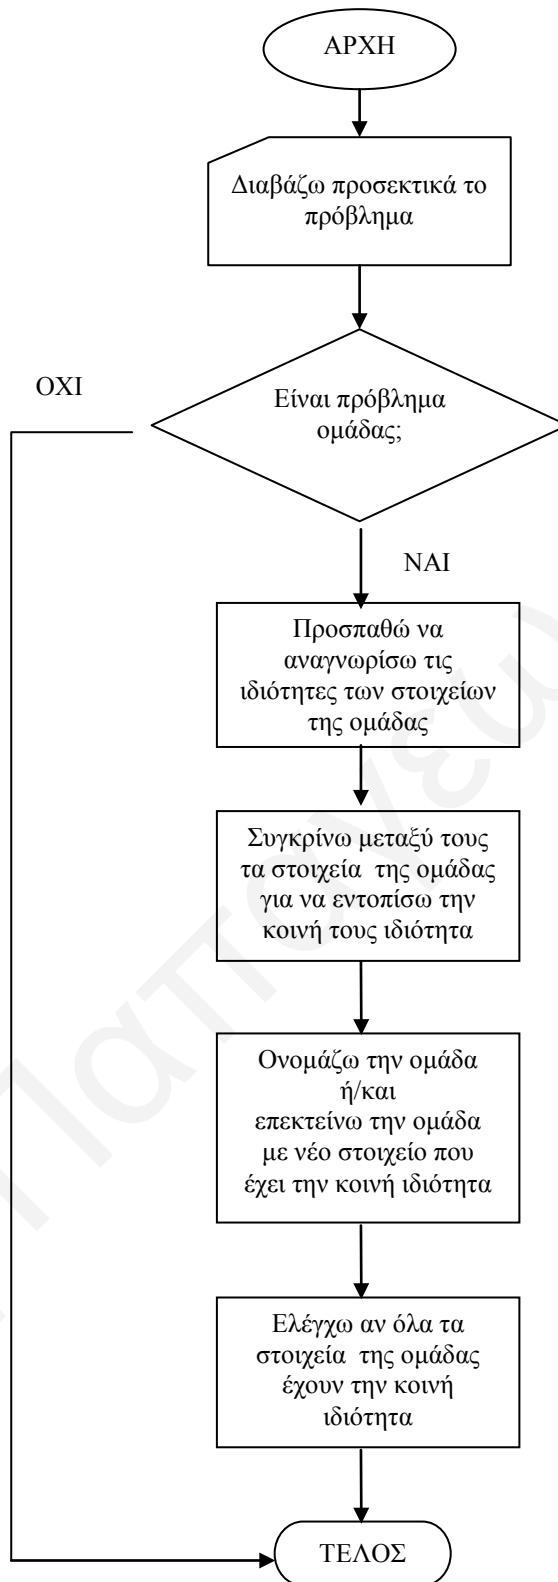 ΑΡΧΗ
Διαβάζω προσεκτικά το
πρόβλημα
ΟΧΙ
Είναι πρόβλημα
ομάδας;
ΝΑΙ
Προσπαθώ να
αναγνωρίσω τις
ιδιότητες των στοιχείων
της ομάδας
Συγκρίνω μεταξύ τους
τα στοιχεία της ομάδας
για να εντοπίσω την
κοινή τους ιδιότητα
Ονομάζω την ομάδα
ή/και
επεκτείνω την ομάδα
με νέο στοιχείο που
έχει την κοινή ιδιότητα
Ελέγχω αν όλα τα
στοιχεία της ομάδας
έχουν την κοινή
ιδιότητα
ΤΕΛΟΣ